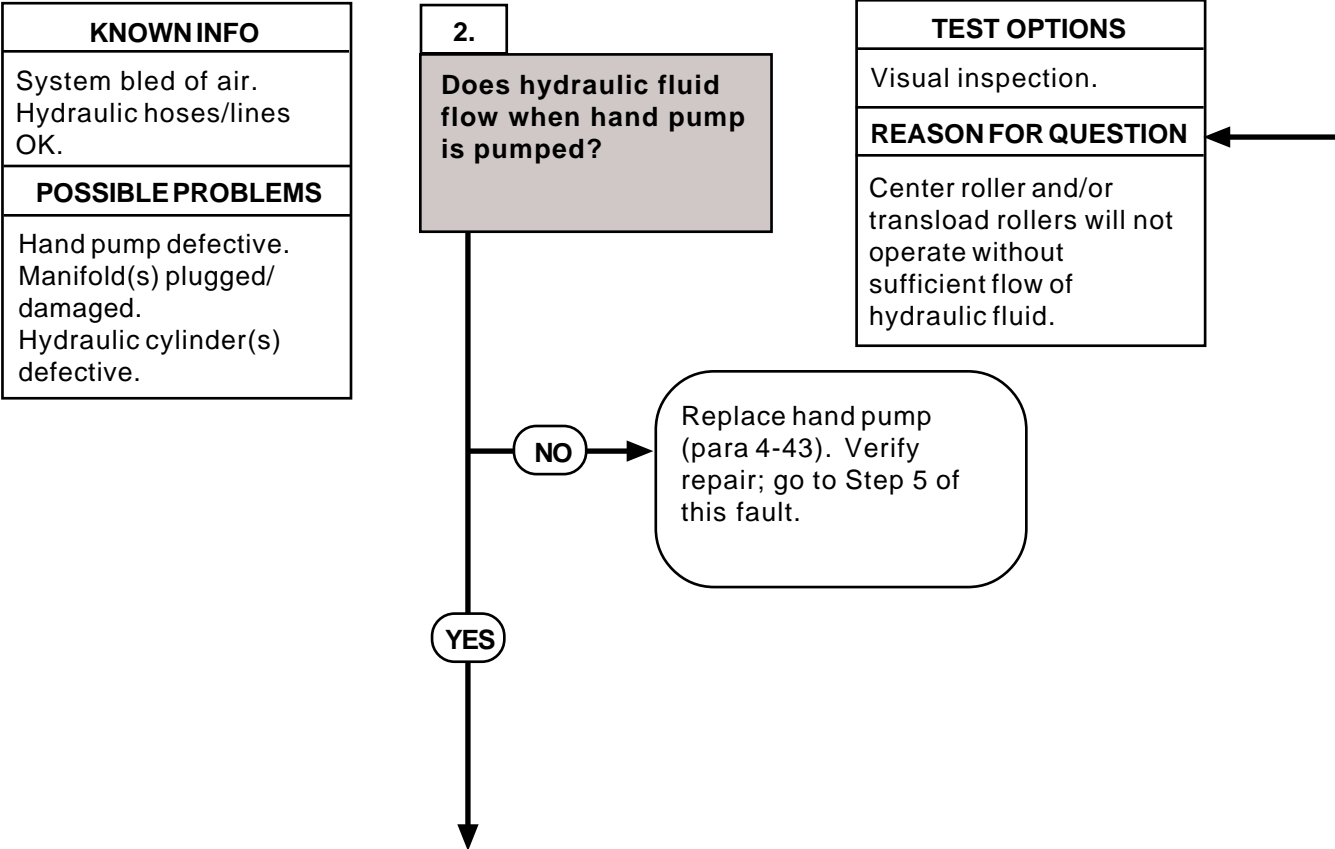 KNOWN INFO
System bled of air.
Hydraulic hoses/lines
OK.
POSSIBLE PROBLEMS
Hand pump defective.
Manifold(s) plugged/
damaged.
Hydraulic cylinder(s)
defective.
2.
Does hydraulic fluid
flow when hand pump
is pumped?
TEST OPTIONS
Visual inspection.
REASON FOR QUESTION
Center roller and/or
transload rollers will not
operate without
sufficient flow of
hydraulic fluid.
NO
Replace hand pump
(para 4-43). Verify
repair; go to Step 5 of
this fault.
YES